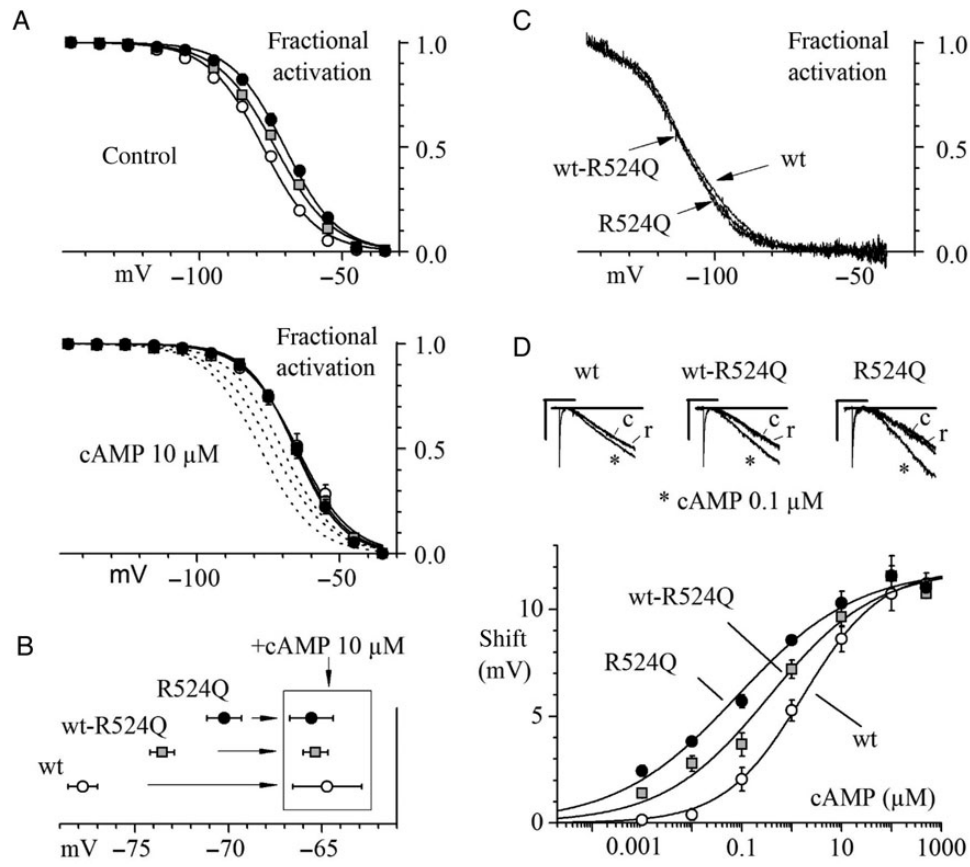 A
Fractional
activation
1.0
0.5
0.0
Control
mV
−100
−50
Fractional
activation
1.0
0.5
0.0
cAMP 10 µM
mV
−100
−50
B
+cAMP 10 µM
R524Q
wt-R524Q
wt
mV
−75
−70
−65
C
Fractional
activation
1.0
0.5
0.0
wt-R524Q
wt
R524Q
mV
−100
−50
D
wt
wt-R524Q
R524Q
c
r
*
c
r
*
c
r
*
* cAMP 0.1 µM
10
5
0
Shift
(mV)
wt-R524Q
R524Q
wt
cAMP (µM)
0.001
0.1
10
1000